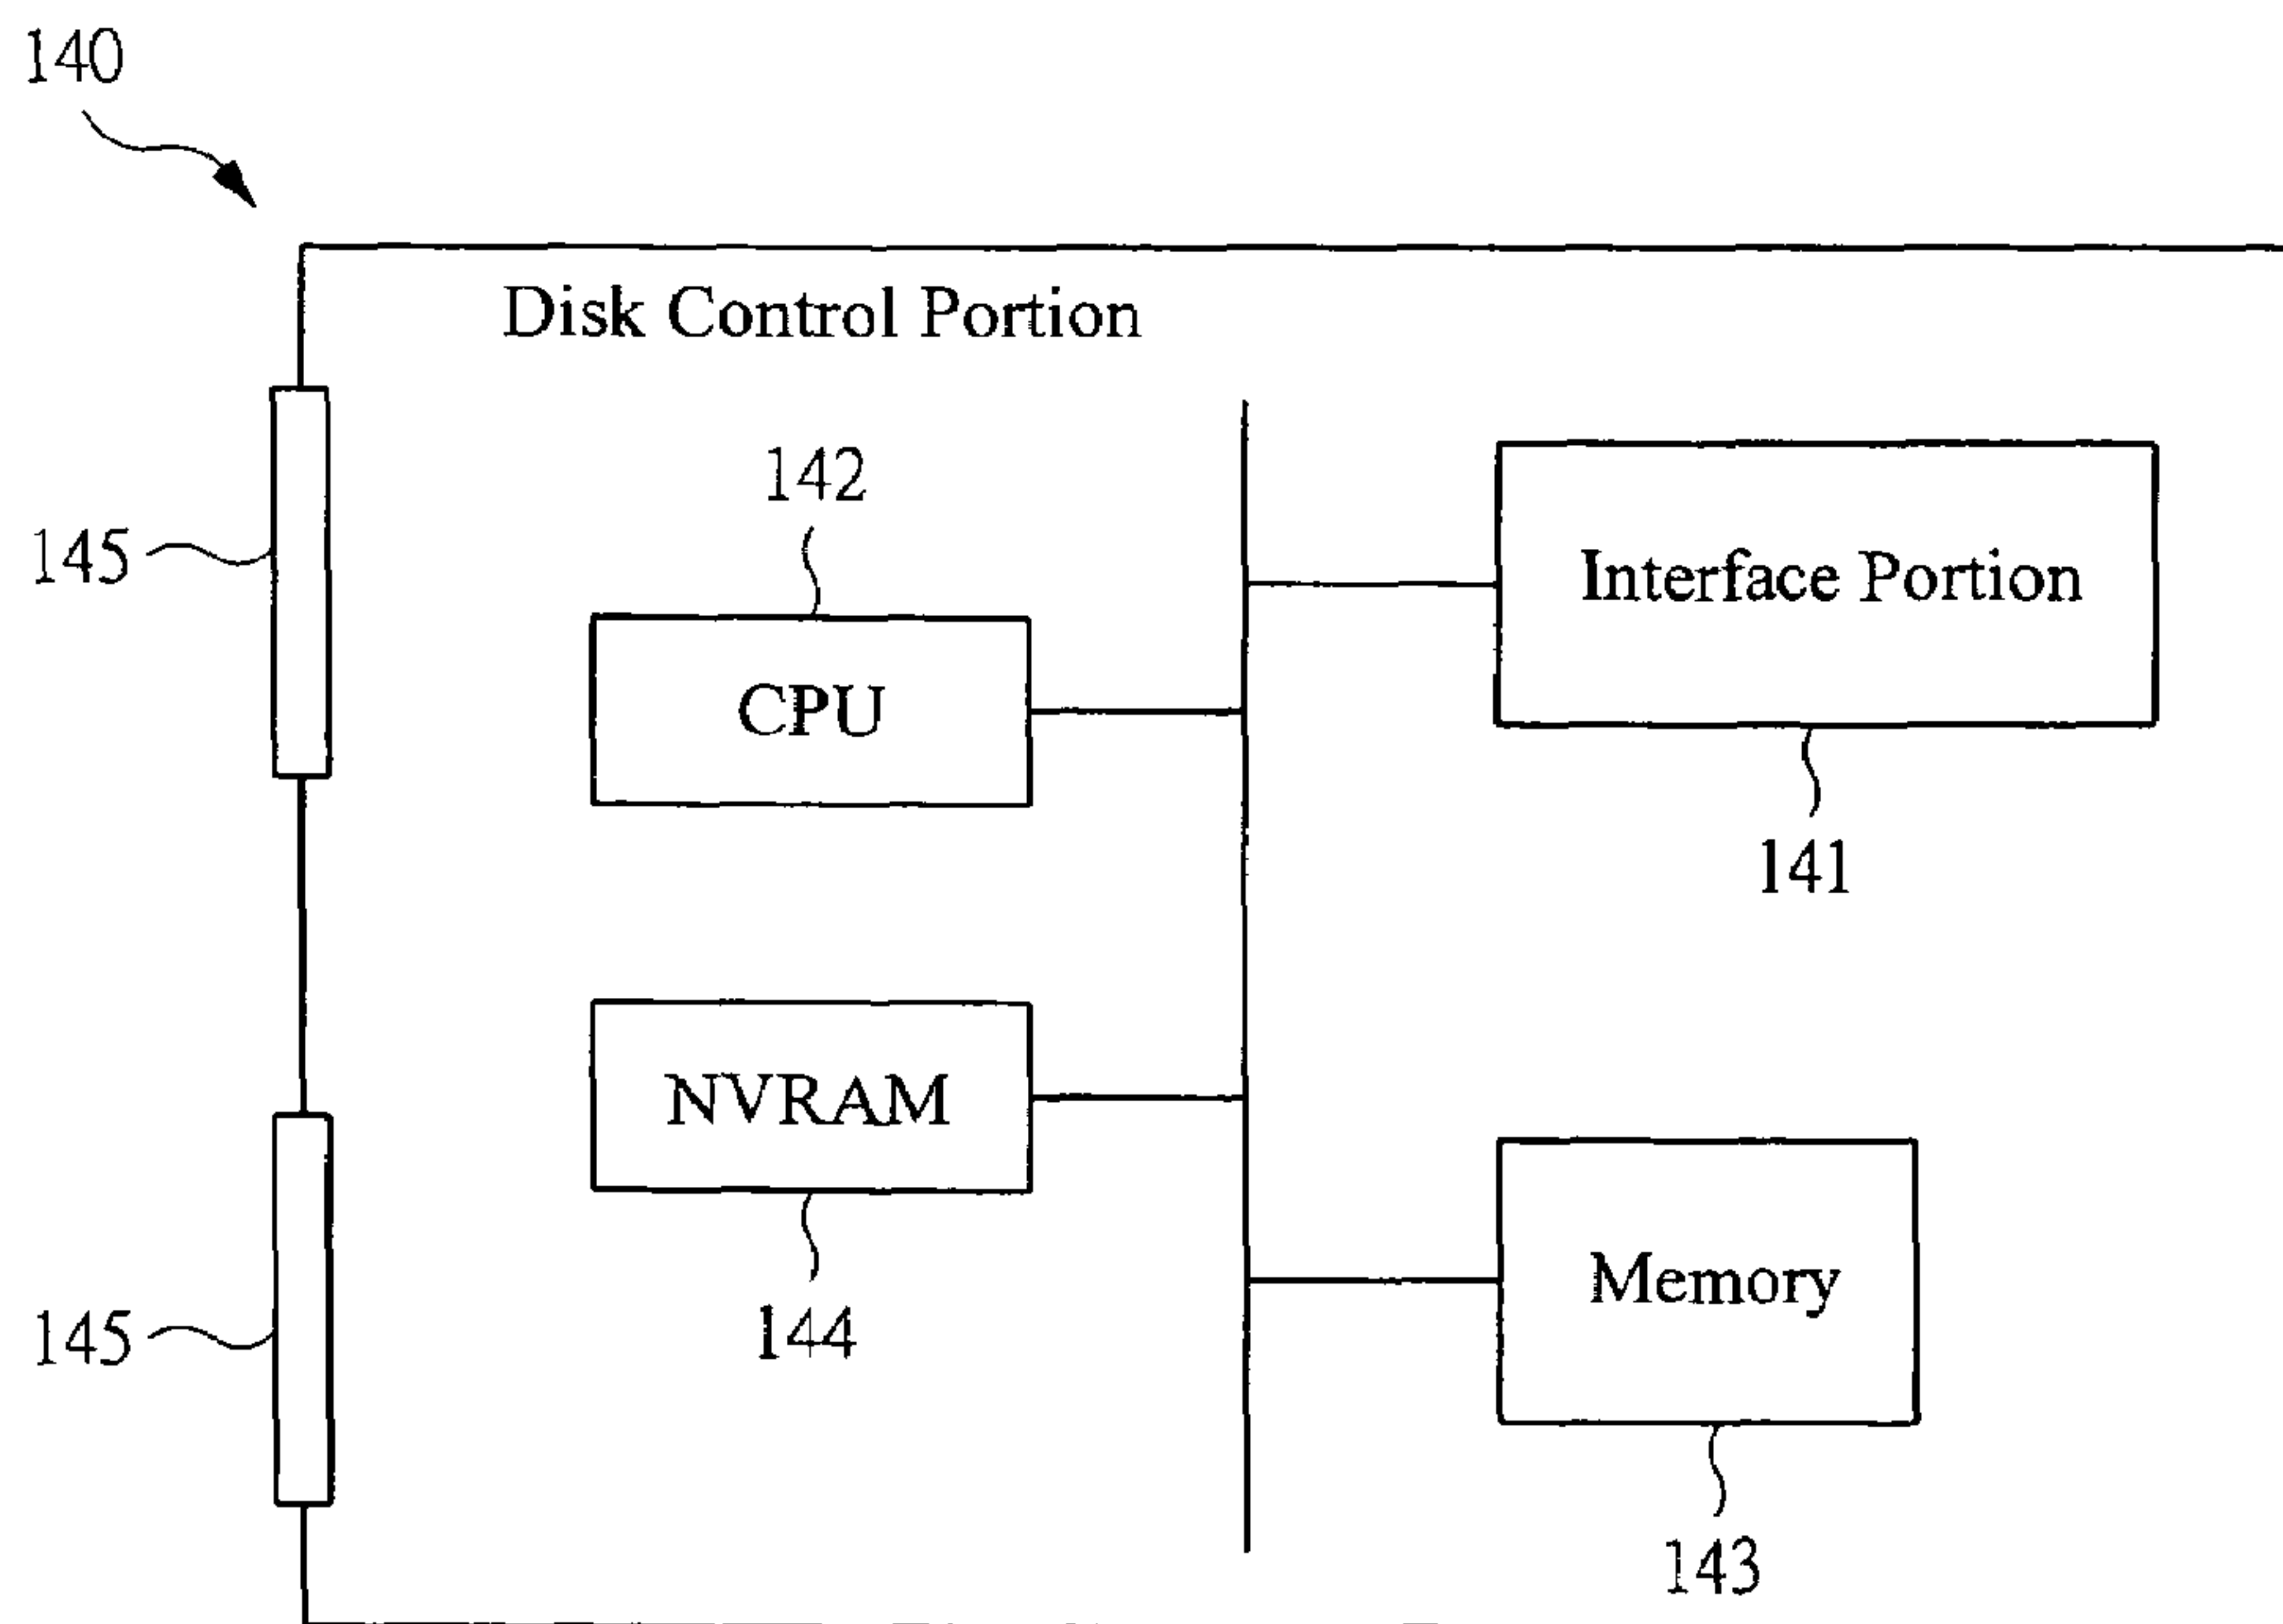 140
Disk Control Portion
142
145
Interface Portion
CPU
141
NVRAM
Memory
145
144
143